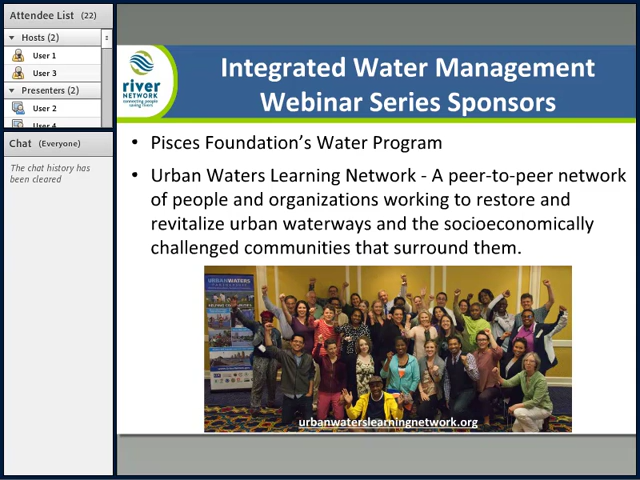 Attendee List (22)
Hosts (2)
User 1
User 3
Presenters (2)
User 2
User 4
Chat (Everyone)
The chat history has
been cleared
river
NETWORK
connecting people
saving rivers
Integrated Water Management
Webinar Series Sponsors
• Pisces Foundation’s Water Program
• Urban Waters Learning Network - A peer-to-peer network
of people and organizations working to restore and
revitalize urban waterways and the socioeconomically
challenged communities that surround them.
URBANWATERS
urbanwaterslearningnetwork.org